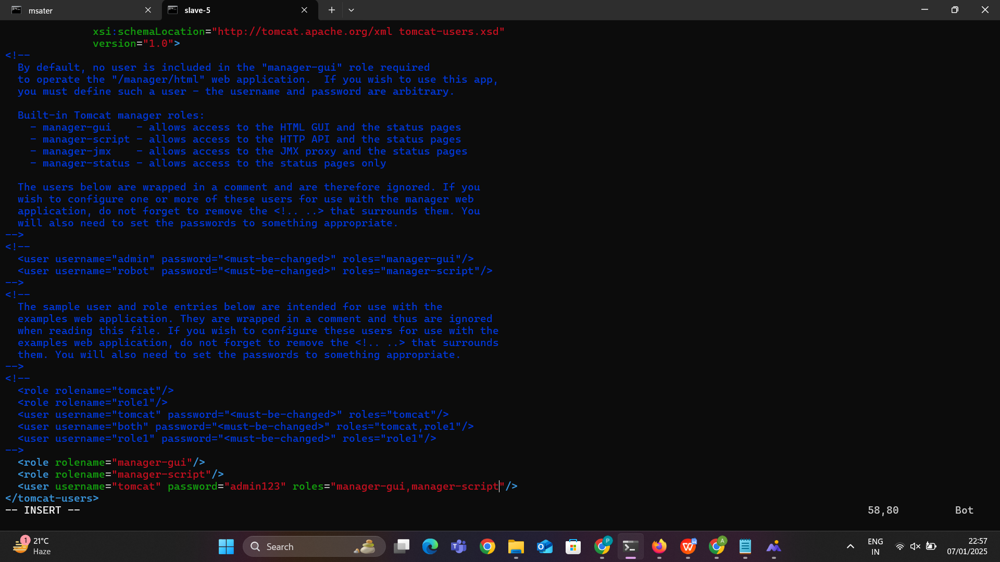 msater
slave-5
xsi:schemaLocation="http://tomcat.apache.org/xml tomcat-users.xsd"
version="1.0">
<!--
By default, no user is included in the "manager-gui" role required
to operate the "/manager/html" web application.  If you wish to use this app,
you must define such a user - the username and password are arbitrary.
Built-in Tomcat manager roles:
- manager-gui    - allows access to the HTML GUI and the status pages
- manager-script - allows access to the HTTP API and the status pages
- manager-jmx    - allows access to the JMX proxy and the status pages
- manager-status - allows access to the status pages only
The users below are wrapped in a comment and are therefore ignored. If you
wish to configure one or more of these users for use with the manager web
application, do not forget to remove the <!.. ..> that surrounds them. You
will also need to set the passwords to something appropriate.
-->
<!--
<user username="admin" password="<must-be-changed>" roles="manager-gui"/>
<user username="robot" password="<must-be-changed>" roles="manager-script"/>
-->
<!--
The sample user and role entries below are intended for use with the
examples web application. They are wrapped in a comment and thus are ignored
when reading this file. If you wish to configure these users for use with the
examples web application, do not forget to remove the <!.. ..> that surrounds
them. You will also need to set the passwords to something appropriate.
-->
<!--
<role rolename="tomcat"/>
<role rolename="role1"/>
<user username="tomcat" password="<must-be-changed>" roles="tomcat"/>
<user username="both" password="<must-be-changed>" roles="tomcat,role1"/>
<user username="role1" password="<must-be-changed>" roles="role1"/>
-->
<role rolename="manager-gui"/>
<role rolename="manager-script"/>
<user username="tomcat" password="admin123" roles="manager-gui,manager-script"/>
</tomcat-users>
-- INSERT -- 58,80 Bot
1
21°C
Haze
Search
P
A
ENG
IN
22:57
07/01/2025